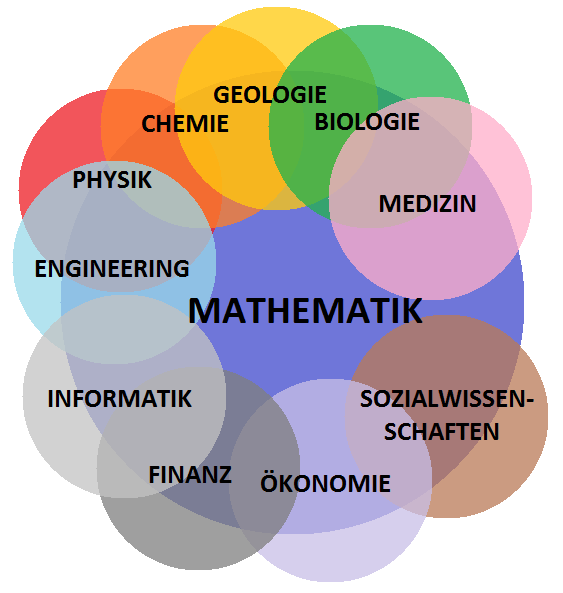 GEOLOGIE
CHEMIE
BIOLOGIE
PHYSIK
MEDIZIN
ENGINEERING
MATHEMATIK
INFORMATIK
SOZIALWISSEN-
SCHAFTEN
FINANZ
ÖKONOMIE